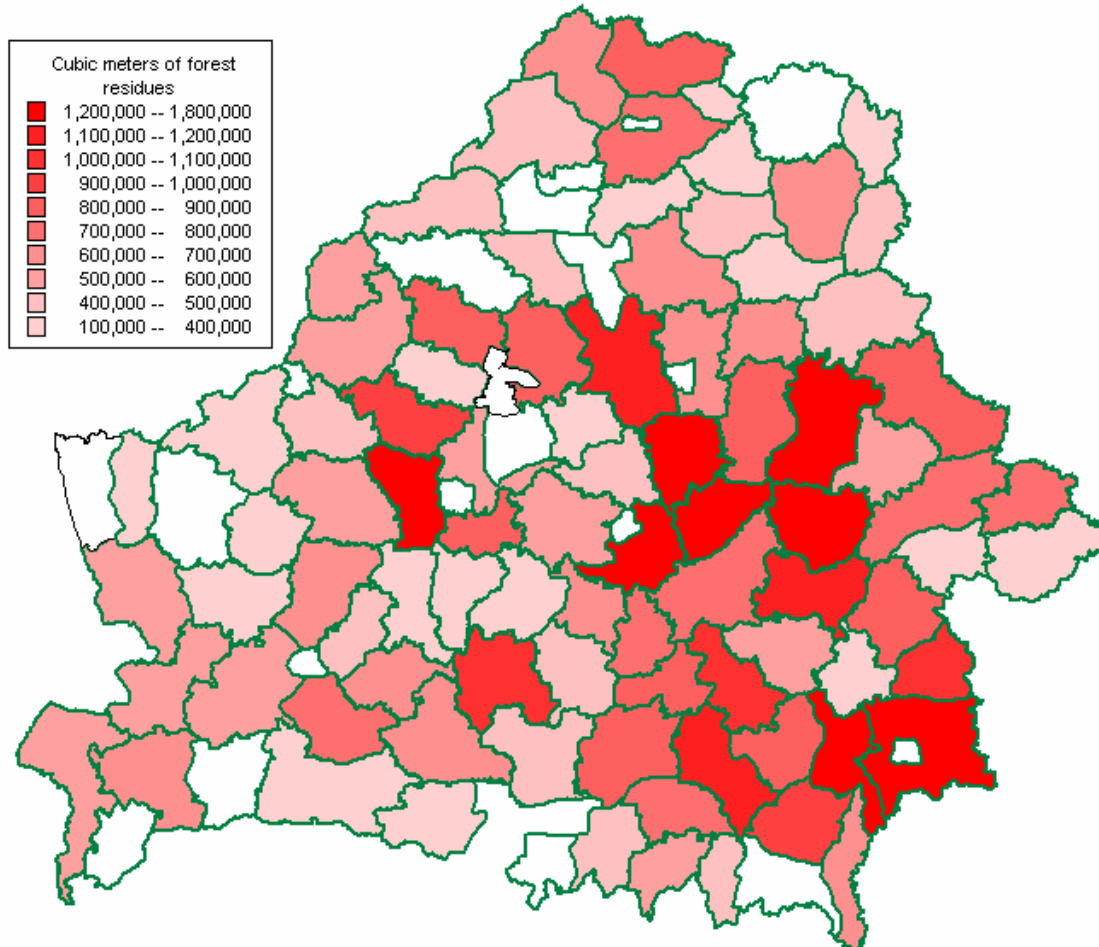 Cubic meters of forest
residues
1,200,000 -- 1,800,000
1,100,000 -- 1,200,000
1,000,000 -- 1,100,000
900,000 -- 1,000,000
800,000 -- 900,000
700,000 -- 800,000
600,000 -- 700,000
500,000 -- 600,000
400,000 -- 500,000
100,000 -- 400,000